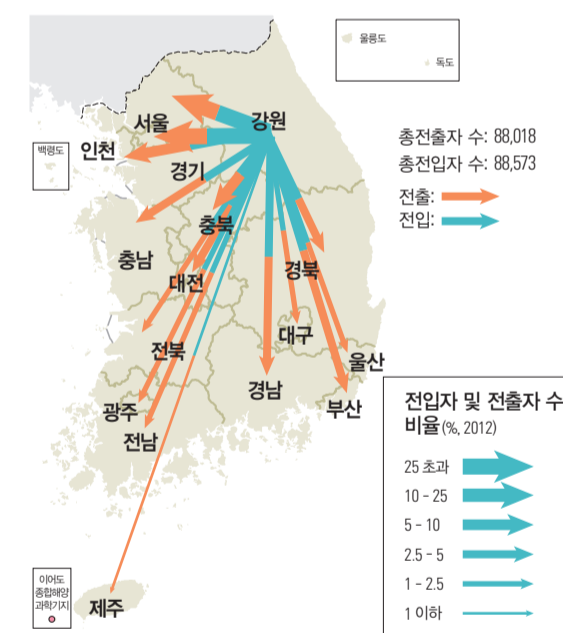 울릉도
독도
서울
강원
인천
백령도
경기
총전출자 수: 88,018
총전입자 수: 88,573
전출:
전입:
충북
충남
대전
경북
대구
전북
울산
경남
부산
광주
전남
전입자 및 전출자 수
비율(%, 2012)
25 초과
10 - 25
5 - 10
2.5 - 5
1 - 2.5
1 이하
이어도
종합해양
과학기지
제주